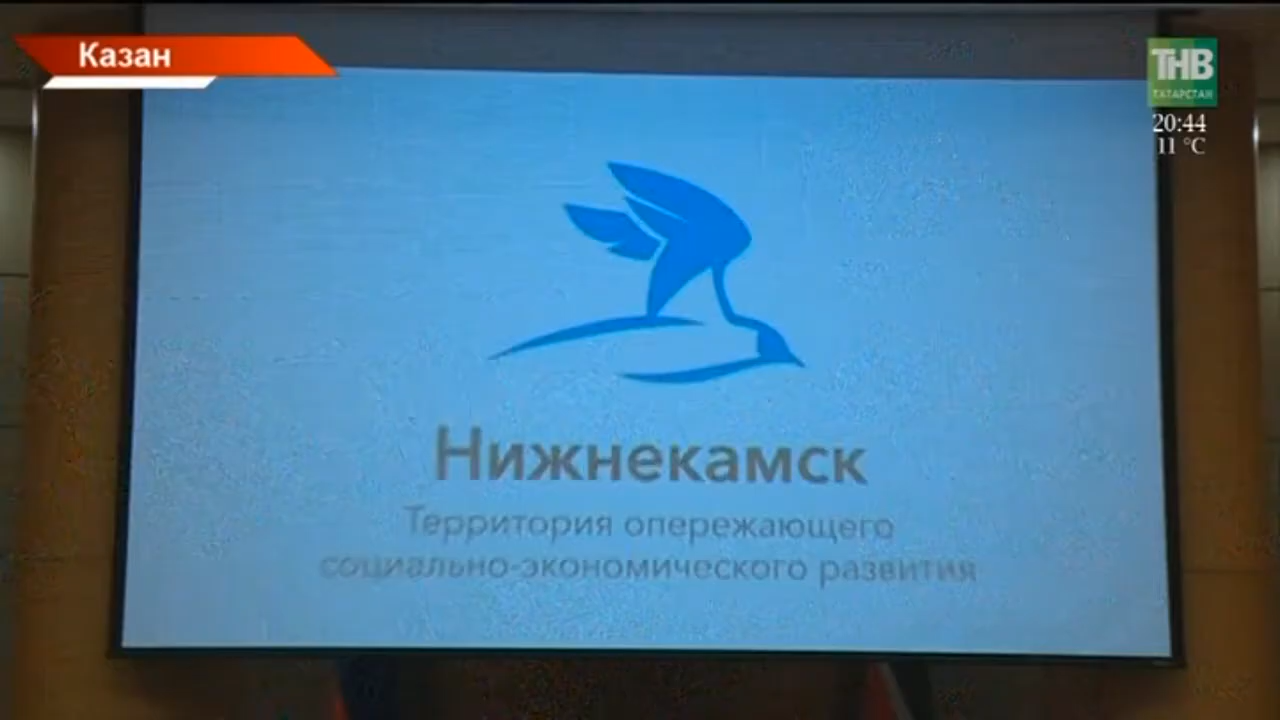 Казан
ТНВ
ТАТАРСТАН
20:44
11 °C
Нижнекамск
Территория опережающего
социально-экономического развития